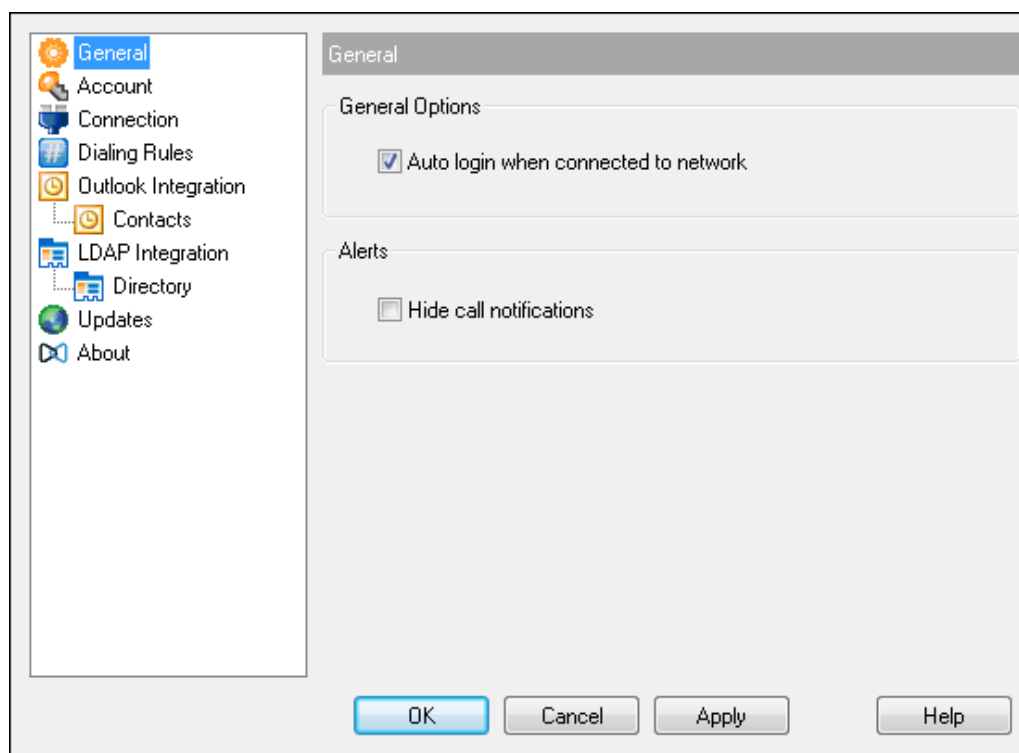 General
Account
Connection
Dialing Rules
Outlook Integration
Contacts
LDAP Integration
Directory
Updates
About
General
General Options
Auto login when connected to network
Alerts
Hide call notifications
OK Cancel Apply Help